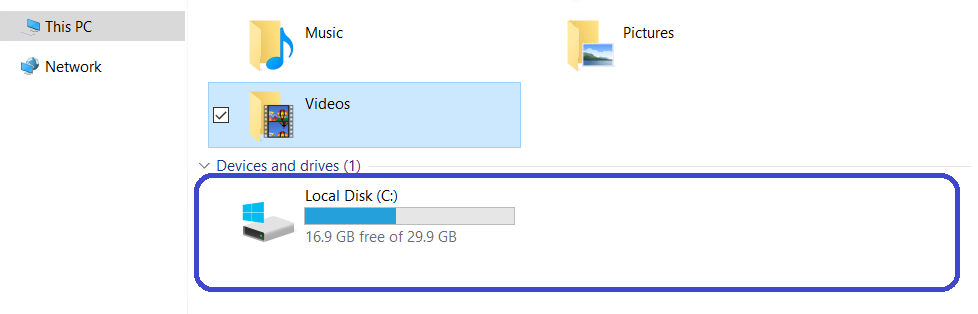 This PC
Network
Music
Pictures
Videos
Devices and drives (1)
Local Disk (C:)
16.9 GB free of 29.9 GB